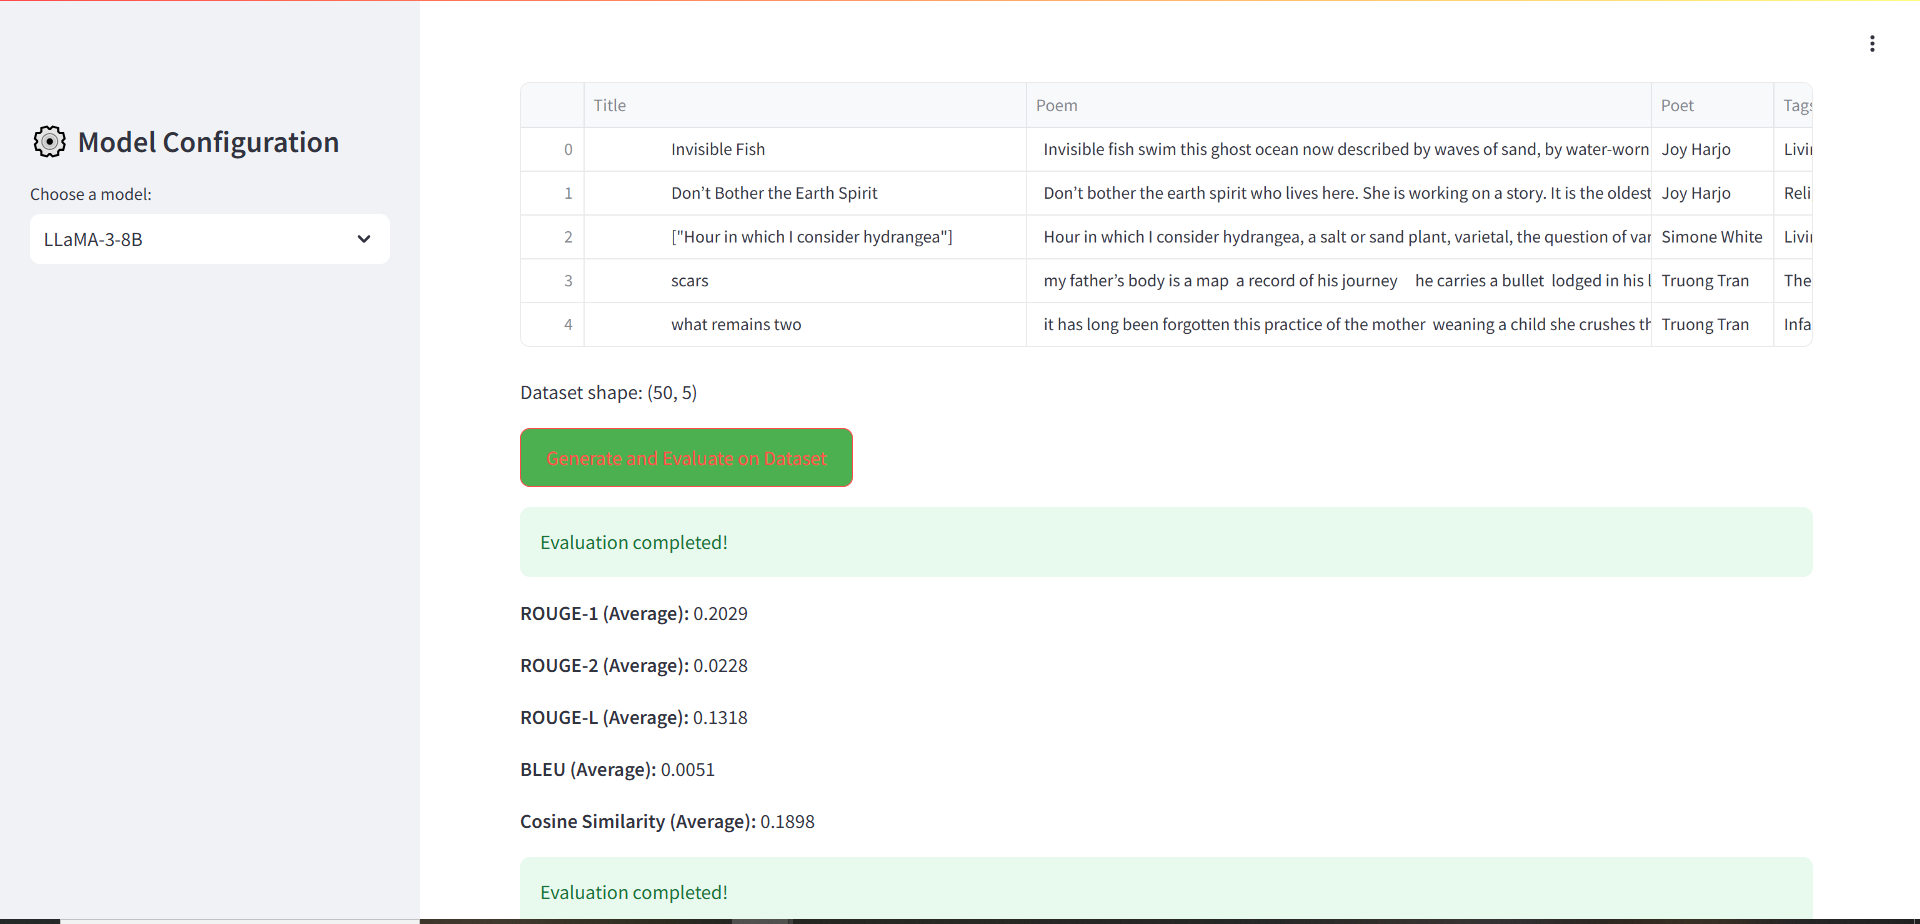 Model Configuration
Choose a model:
LLaMA-3-8B
Title Poem Poet Tags
0 Invisible Fish Invisible fish swim this ghost ocean now described by waves of sand, by water-worn Joy Harjo Livi
1 Don’t Bother the Earth Spirit Don’t bother the earth spirit who lives here. She is working on a story. It is the oldest Joy Harjo Reli
2 ["Hour in which I consider hydrangea"] Hour in which I consider hydrangea, a salt or sand plant, varietal, the question of var Simone White Livi
3 scars my father’s body is a map a record of his journey he carries a bullet lodged in his l Truong Tran The
4 what remains two it has long been forgotten this practice of the mother weaning a child she crushes th Truong Tran Infa
Dataset shape: (50, 5)
Generate and Evaluate on Dataset
Evaluation completed!
ROUGE-1 (Average): 0.2029
ROUGE-2 (Average): 0.0228
ROUGE-L (Average): 0.1318
BLEU (Average): 0.0051
Cosine Similarity (Average): 0.1898
Evaluation completed!